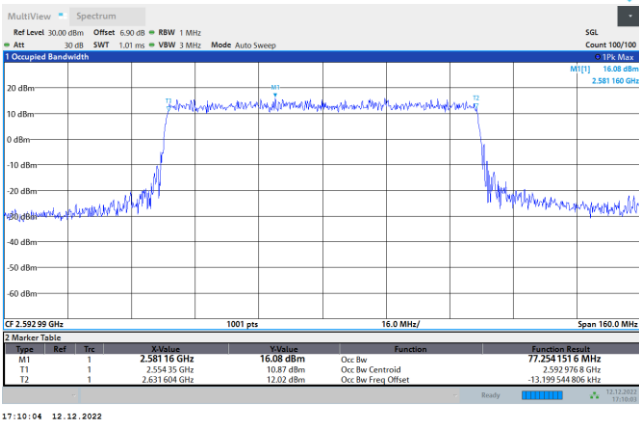 MultiView Spectrum
Ref Level 30.00 dBm Offset 6.90 dB RBW 1 MHz SGL
Att 30 dB SWT 1.01 ms VBW 3 MHz Mode Auto Sweep Count 100/100
1 Occupied Bandwidth 1Pk Max
M1[1] 16.08 dBm
2.581 160 GHz
20 dBm
M1
T1
T2
10 dBm
0 dBm
-10 dBm
-20 dBm
-30 dBm
-40 dBm
-50 dBm
-60 dBm
CF 2.592 99 GHz 1001 pts 16.0 MHz/ Span 160.0 MHz
2 Marker Table
Type Ref Trc X-Value Y-Value Function Function Result
M1 1 2.581 16 GHz 16.08 dBm Occ Bw 77.254 151 6 MHz
T1 1 2.554 35 GHz 10.87 dBm Occ Bw Centroid 2.592 976 8 GHz
T2 1 2.631 604 GHz 12.02 dBm Occ Bw Freq Offset -13.199 544 806 kHz
Ready 12.12.2022
17:10:03
17:10:04 12.12.2022